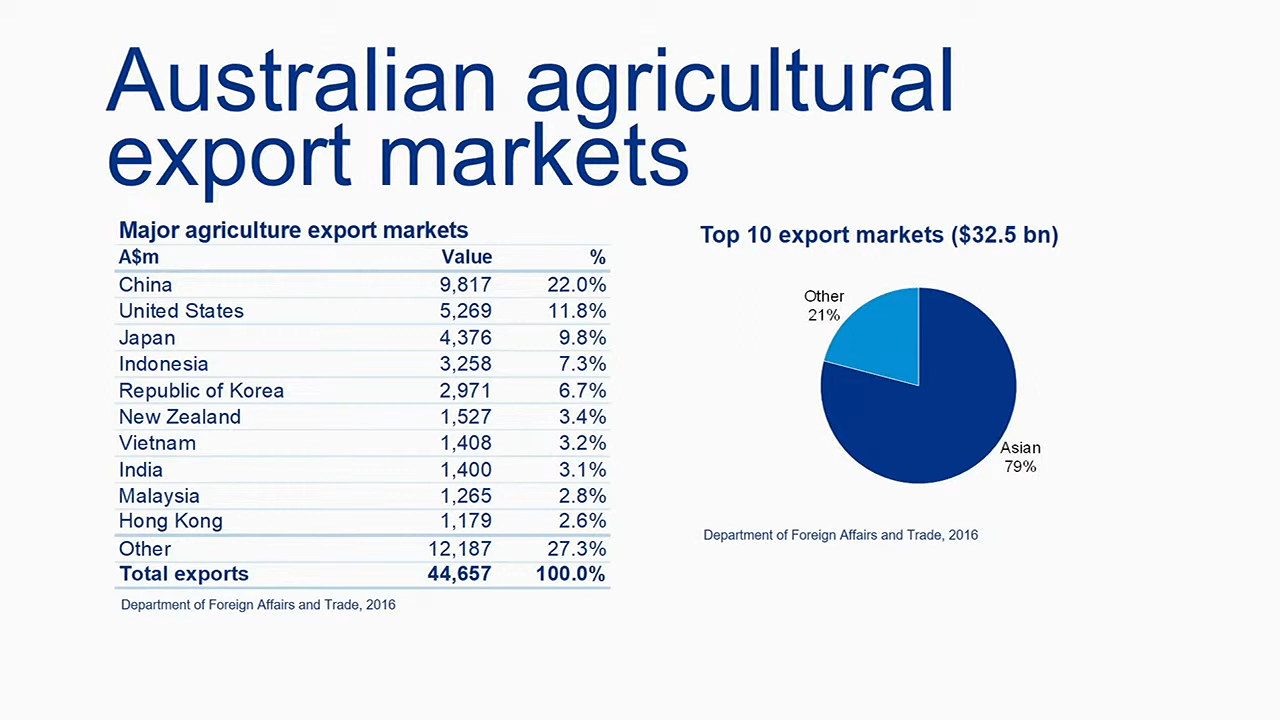 Australian agricultural
export markets
Major agriculture export markets
A$m Value %
China 9,817 22.0%
United States 5,269 11.8%
Japan 4,376 9.8%
Indonesia 3,258 7.3%
Republic of Korea 2,971 6.7%
New Zealand 1,527 3.4%
Vietnam 1,408 3.2%
India 1,400 3.1%
Malaysia 1,265 2.8%
Hong Kong 1,179 2.6%
Other 12,187 27.3%
Total exports 44,657 100.0%
Department of Foreign Affairs and Trade, 2016
Top 10 export markets ($32.5 bn)
Other
21%
Asian
79%
Department of Foreign Affairs and Trade, 2016